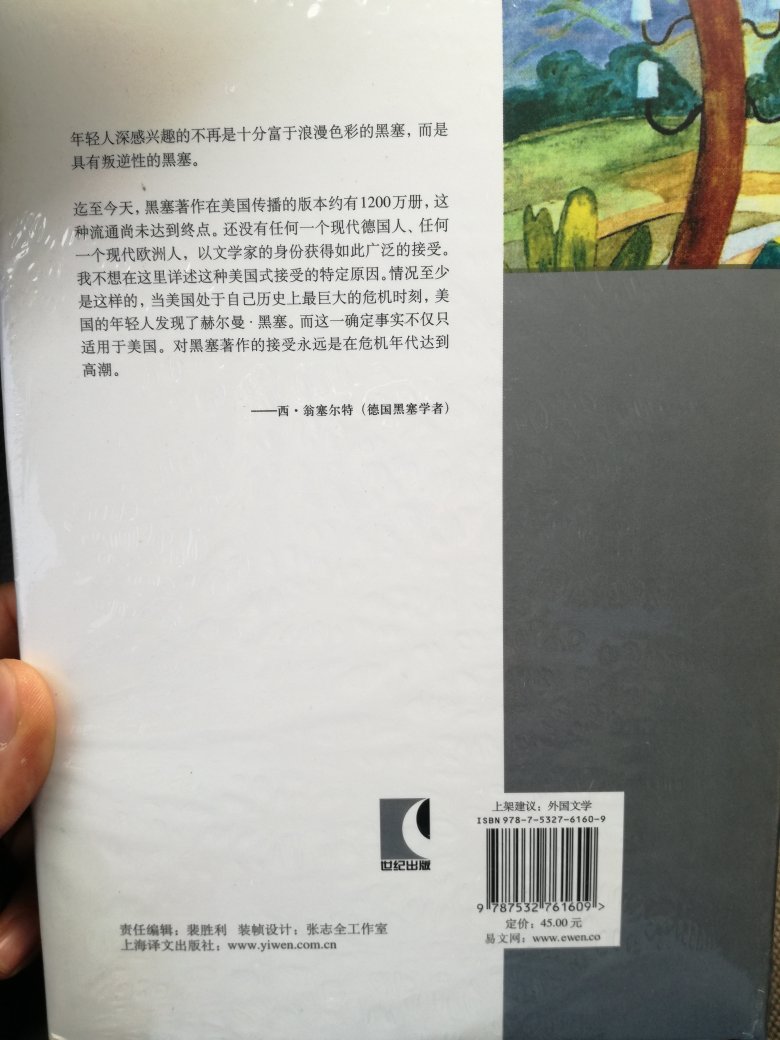 年轻人深感兴趣的不再是十分富于浪漫色彩的黑塞，而是
具有叛逆性的黑塞。
迄至今天，黑塞著作在美国传播的版本约有1200万册，这
种流通尚未达到终点。还没有任何一个现代德国人、任何
一个现代欧洲人，以文学家的身份获得如此广泛的接受。
我不想在这里详述这种美国式接受的特定原因。情况至少
是这样的，当美国处于自己历史上最巨大的危机时刻，美
国的年轻人发现了赫尔曼·黑塞。而这一确定事实不仅只
适用于美国。对黑塞著作的接受永远是在危机年代达到
高潮。
——西·翁塞尔特（德国黑塞学者）
世纪出版
上架建议：外国文学
ISBN 978-7-5327-6160-9
9 787532 761609 >
定价：45.00 元
易文网：www.ewen.co
责任编辑：裴胜利 装帧设计：张志全工作室
上海译文出版社：www.yiwen.com.cn